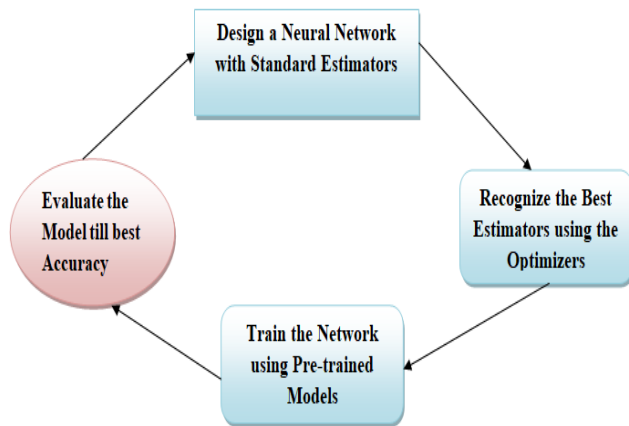 Design a Neural Network
with Standard Estimators
Recognize the Best
Estimators using the
Optimizers
Train the Network
using Pre-trained
Models
Evaluate the
Model till best
Accuracy